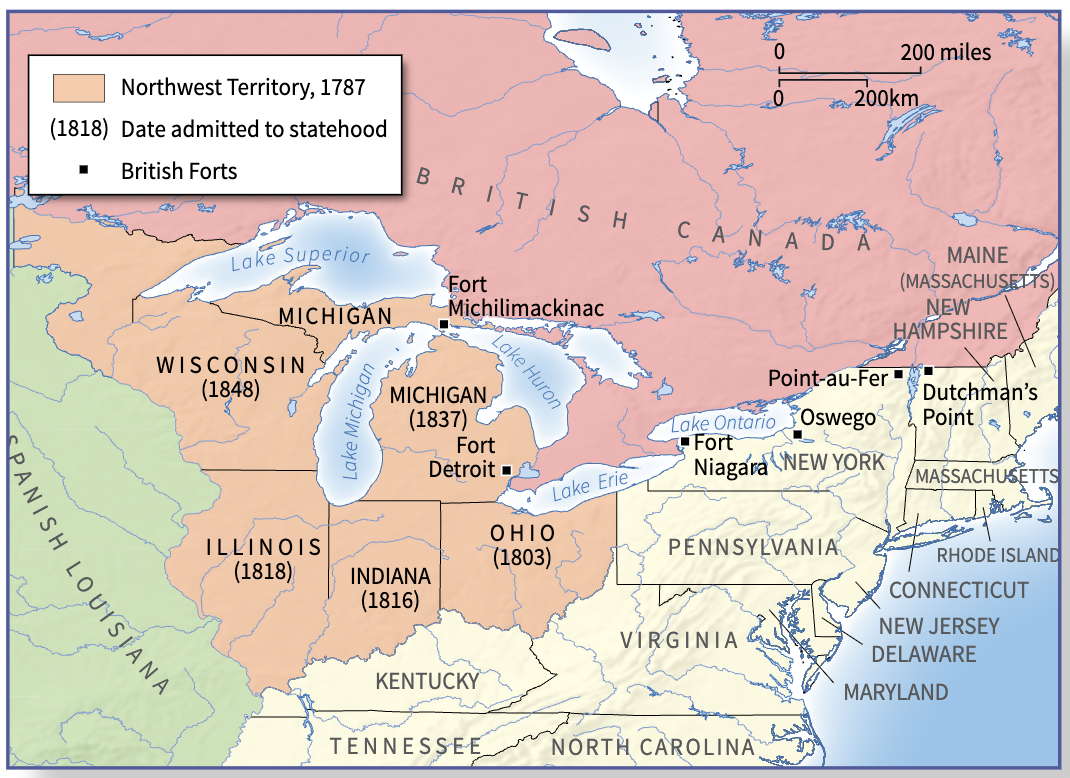 Northwest Territory, 1787
(1818) Date admitted to statehood
British Forts
0 200 miles
0 200km
BRITISH CANADA
Lake Superior
MAINE
(MASSACHUSETTS)
NEW
HAMPSHIRE
Fort
Michilimackinac
MICHIGAN
WISCONSIN
(1848)
Lake Michigan
Lake Huron
MICHIGAN
(1837)
Point-au-Fer
Dutchman's
Point
Lake Ontario
Oswego
Fort
Niagara
NEW YORK
Fort
Detroit
Lake Erie
MASSACHUSETTS
SPANISH LOUISIANA
ILLINOIS
(1818)
INDIANA
(1816)
OHIO
(1803)
PENNSYLVANIA
RHODE ISLAND
CONNECTICUT
NEW JERSEY
DELAWARE
MARYLAND
VIRGINIA
KENTUCKY
TENNESSEE
NORTH CAROLINA